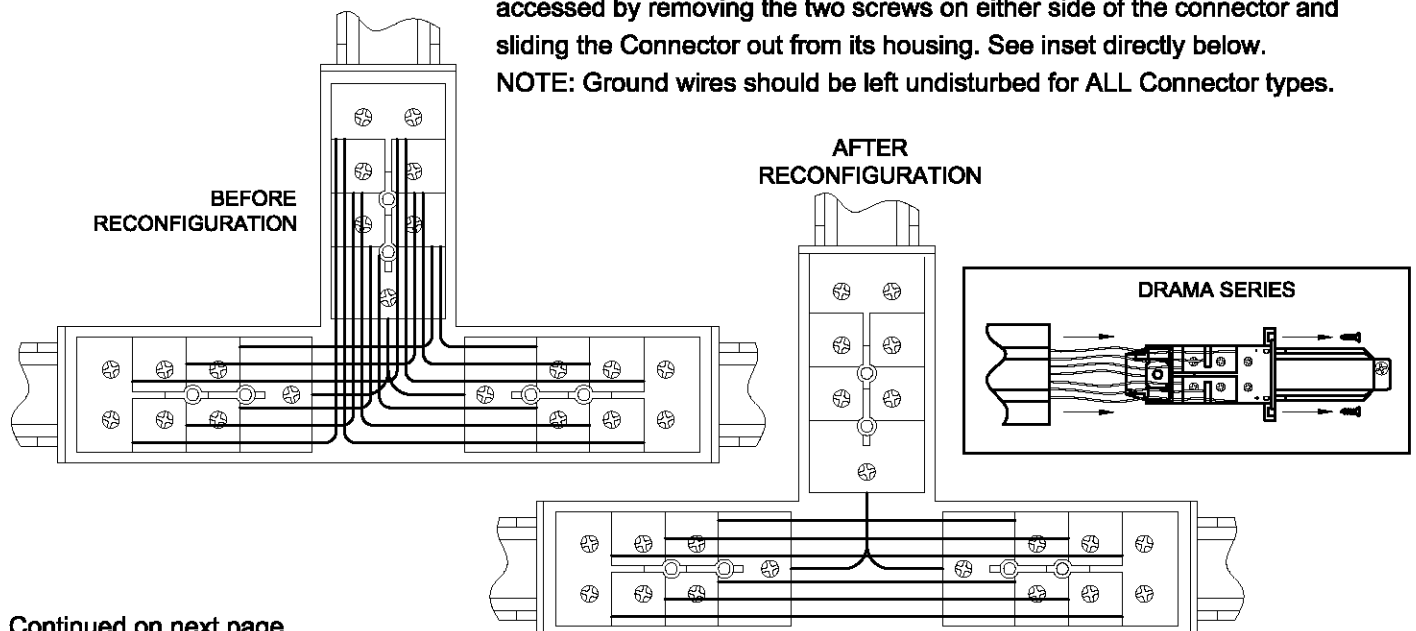 accessed by removing the two screws on either side of the connector and
sliding the Connector out from its housing. See inset directly below.
NOTE: Ground wires should be left undisturbed for ALL Connector types.
BEFORE
RECONFIGURATION
AFTER
RECONFIGURATION
DRAMA SERIES
Continued on next page